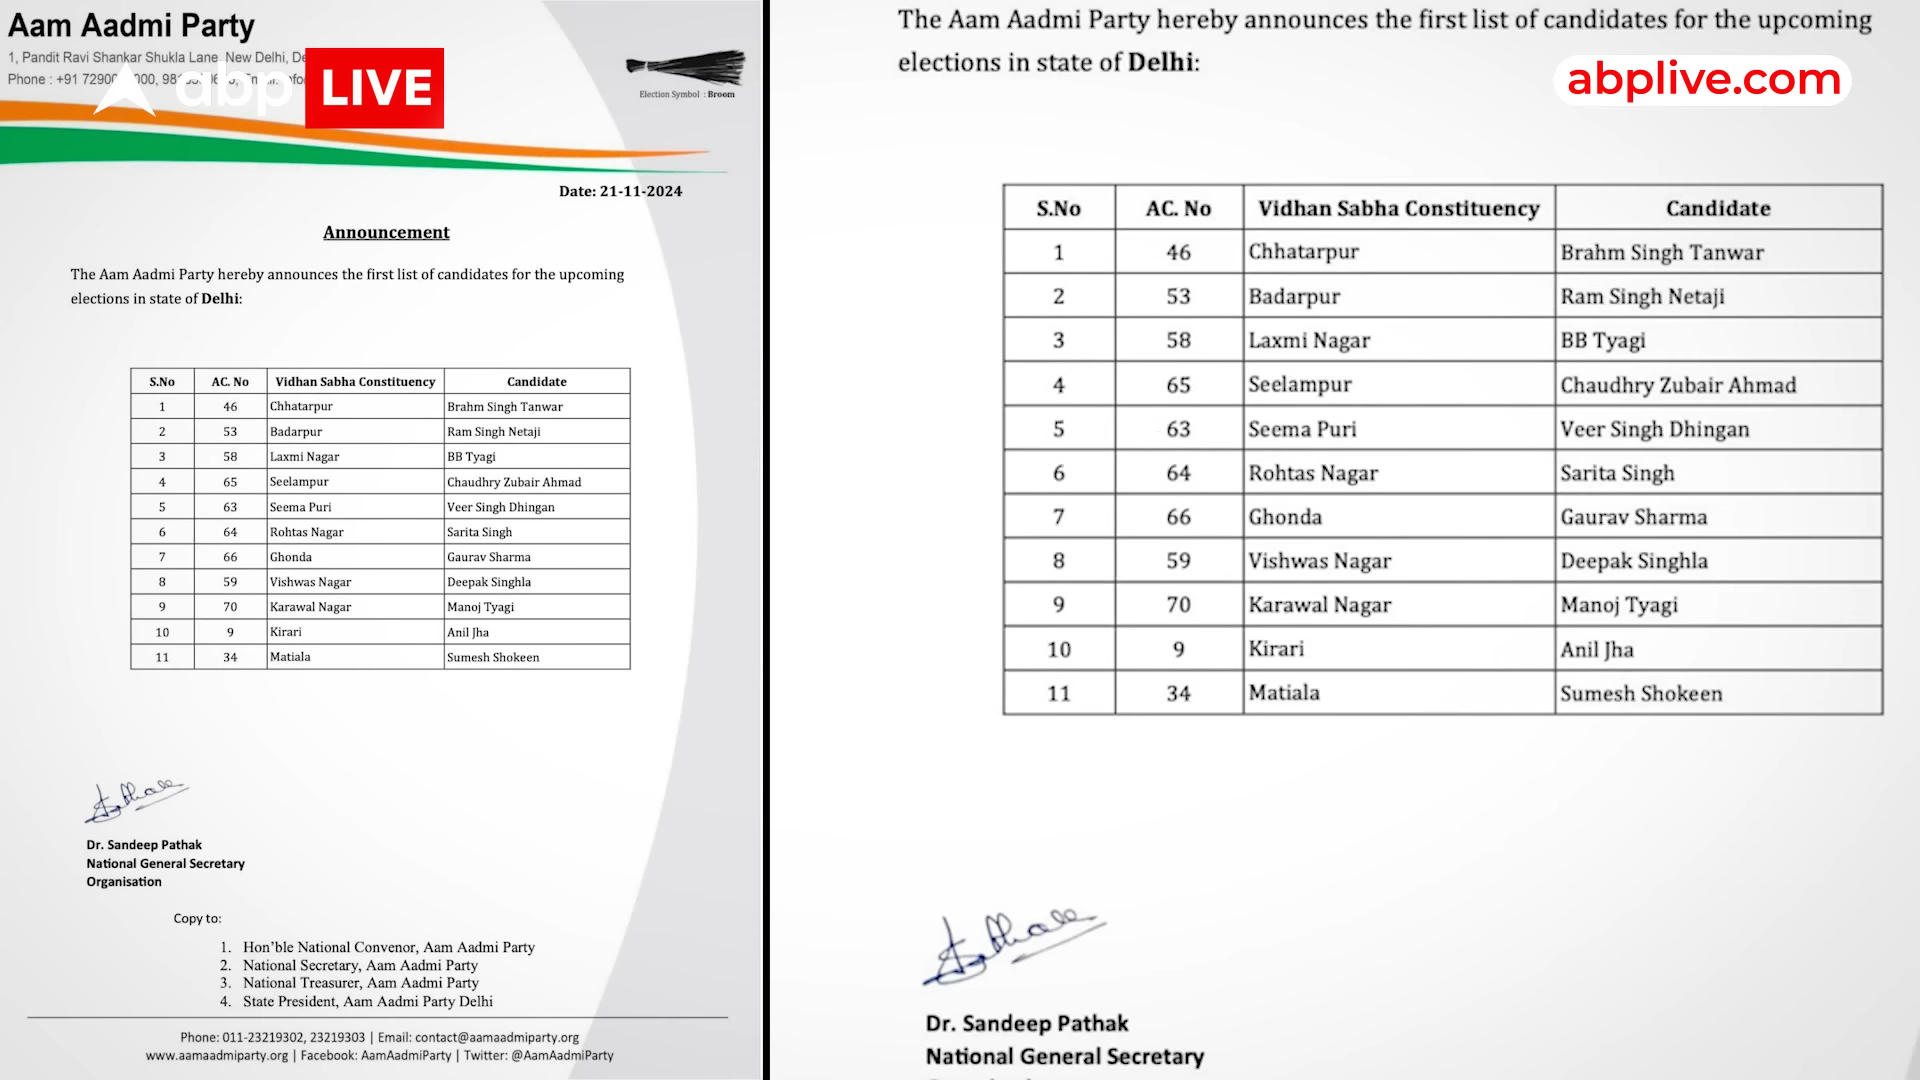 Aam Aadmi Party
1, Pandit Ravi Shankar Shukla Lane, New Delhi,
Phone : +91
abp LIVE
Election Symbol : Broom
Date: 21-11-2024
Announcement
The Aam Aadmi Party hereby announces the first list of candidates for the upcoming
elections in state of Delhi:
S.No AC. No Vidhan Sabha Constituency Candidate
1 46 Chhatarpur Brahm Singh Tanwar
2 53 Badarpur Ram Singh Netaji
3 58 Laxmi Nagar BB Tyagi
4 65 Seelampur Chaudhry Zubair Ahmad
5 63 Seema Puri Veer Singh Dhingan
6 64 Rohtas Nagar Sarita Singh
7 66 Ghonda Gaurav Sharma
8 59 Vishwas Nagar Deepak Singhla
9 70 Karawal Nagar Manoj Tyagi
10 9 Kirari Anil Jha
11 34 Matiala Sumesh Shokeen
Dr. Sandeep Pathak
National General Secretary
Organisation
Copy to:
1. Hon'ble National Convenor, Aam Aadmi Party
2. National Secretary, Aam Aadmi Party
3. National Treasurer, Aam Aadmi Party
4. State President, Aam Aadmi Party Delhi
Phone: 011-23219302, 23219303 | Email: contact@aamaadmiparty.org
www.aamaadmiparty.org | Facebook: AamAadmiParty | Twitter: @AamAadmiParty
The Aam Aadmi Party hereby announces the first list of candidates for the upcoming
elections in state of Delhi:
abplive.com
S.No AC. No Vidhan Sabha Constituency Candidate
1 46 Chhatarpur Brahm Singh Tanwar
2 53 Badarpur Ram Singh Netaji
3 58 Laxmi Nagar BB Tyagi
4 65 Seelampur Chaudhry Zubair Ahmad
5 63 Seema Puri Veer Singh Dhingan
6 64 Rohtas Nagar Sarita Singh
7 66 Ghonda Gaurav Sharma
8 59 Vishwas Nagar Deepak Singhla
9 70 Karawal Nagar Manoj Tyagi
10 9 Kirari Anil Jha
11 34 Matiala Sumesh Shokeen
Dr. Sandeep Pathak
National General Secretary